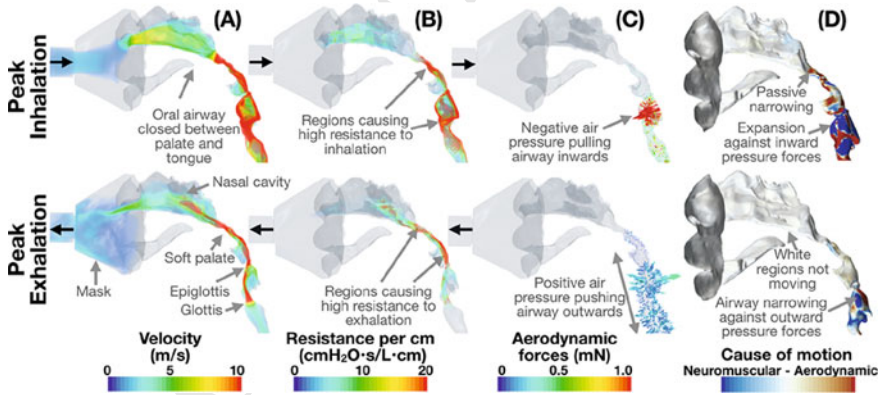 (A)
(B)
(C)
(D)
Peak
Inhalation
Oral airway
closed between
palate and
tongue
Regions causing
high resistance to
inhalation
Negative air
pressure pulling
airway inwards
Passive
narrowing
Expansion
against inward
pressure forces
Peak
Exhalation
Nasal cavity
Soft palate
Mask
Epiglottis
Glottis
Regions causing
high resistance to
exhalation
Positive air
pressure pushing
airway outwards
White
regions not
moving
Airway narrowing
against outward
pressure forces
Velocity
(m/s)
0 5 10
Resistance per cm
(cmH₂O·s/L·cm)
0 10 20
Aerodynamic
forces (mN)
0 0.5 1.0
Cause of motion
Neuromuscular - Aerodynamic